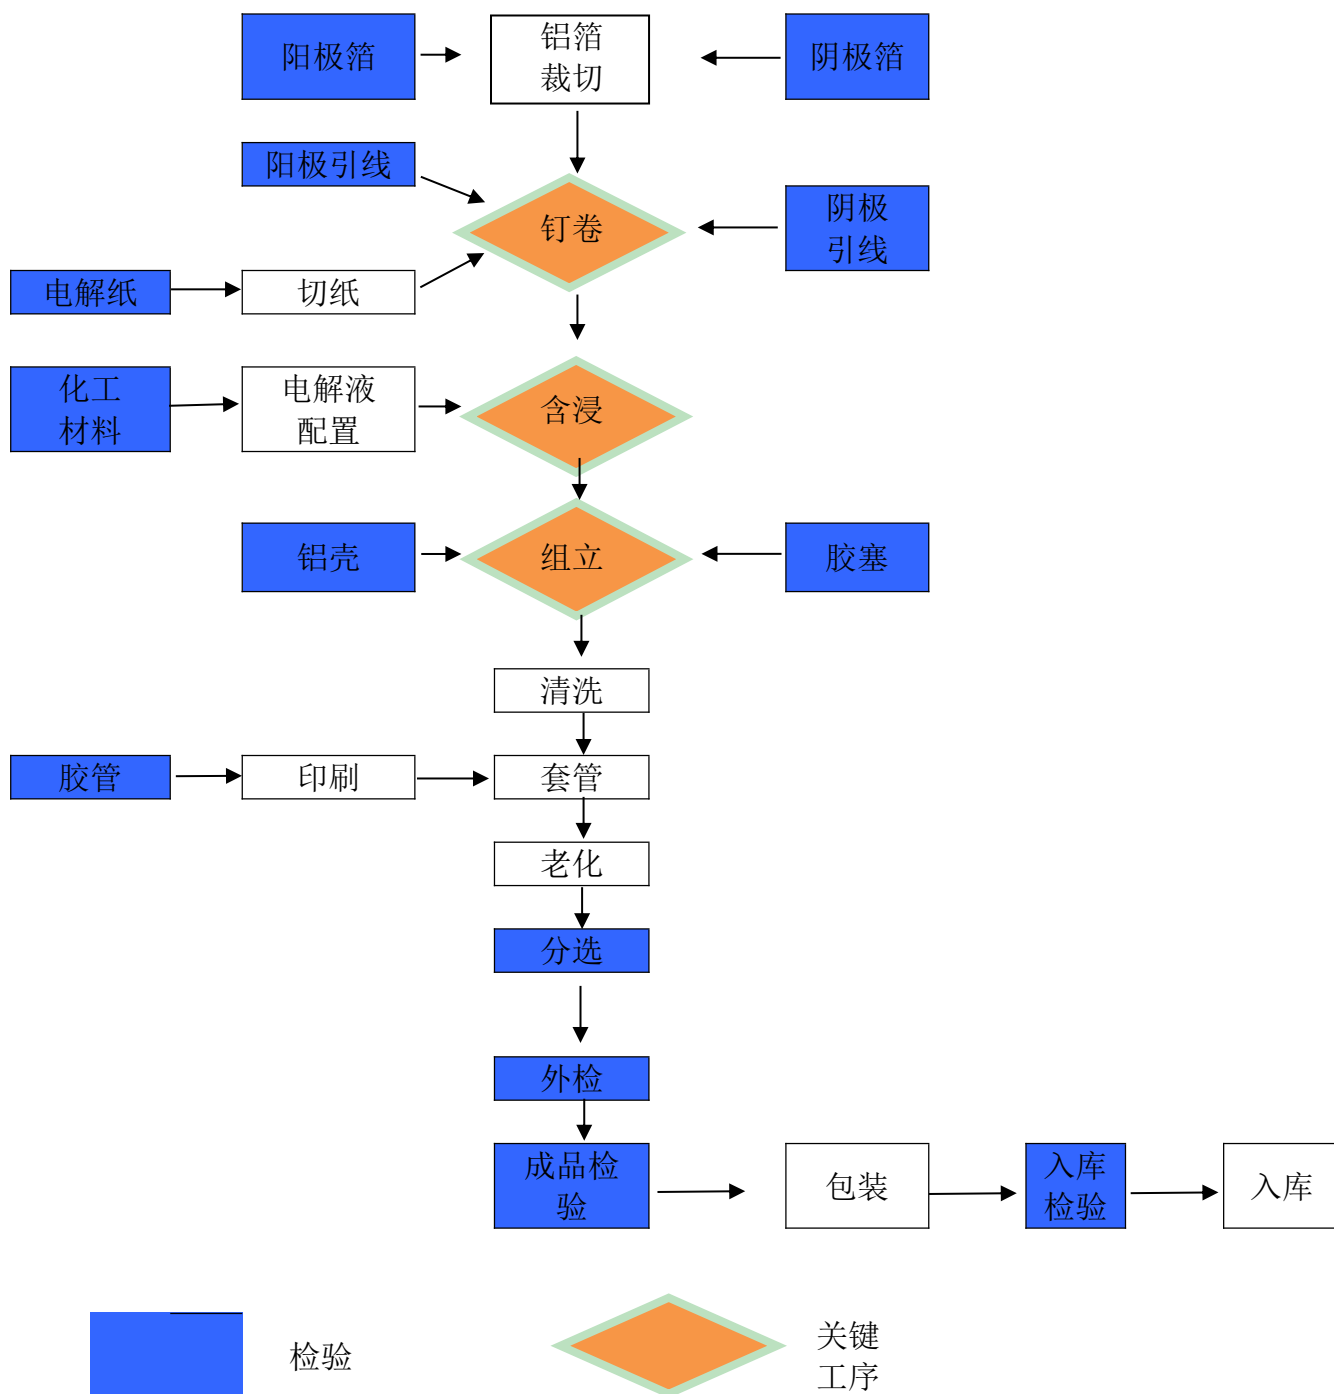 阳极箔
铝箔
裁切
阴极箔
阳极引线
钉卷
阴极
引线
电解纸
切纸
化工
材料
电解液
配置
含浸
铝壳
组立
胶塞
清洗
胶管
印刷
套管
老化
分选
外检
成品检
验
包装
入库
检验
入库
检验
关键
工序